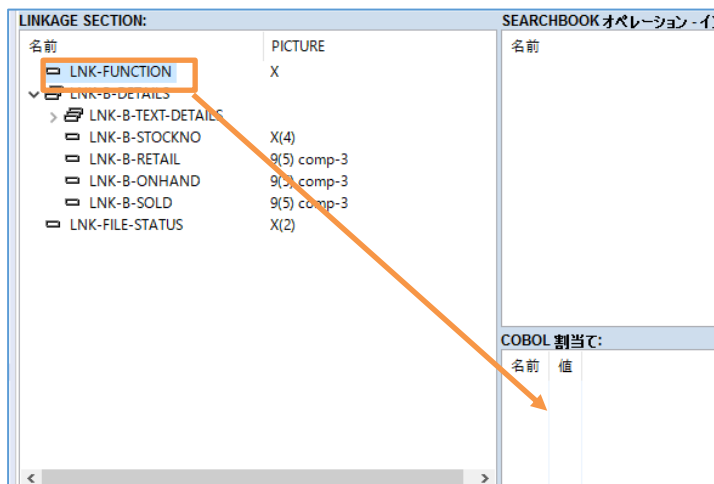 LINKAGE SECTION:
名前 PICTURE
LNK-FUNCTION X
LNK-B-DETAILS
LNK-B-TEXT-DETAILS
LNK-B-STOCKNO X(4)
LNK-B-RETAIL 9(5) comp-3
LNK-B-ONHAND 9(5) comp-3
LNK-B-SOLD 9(5) comp-3
LNK-FILE-STATUS X(2)
SEARCHBOOK オペレーション - イ
名前
COBOL 割当て:
名前 値